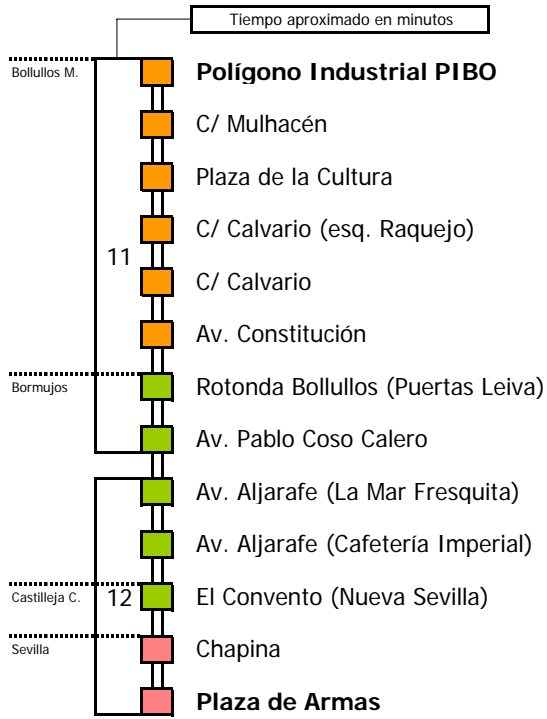 Tiempo aproximado en minutos
Bollullos M.
Polígono Industrial PIBO
C/ Mulhacén
Plaza de la Cultura
C/ Calvario (esq. Raquejo)
11
C/ Calvario
Av. Constitución
Bormujos
Rotonda Bollullos (Puertas Leiva)
Av. Pablo Coso Calero
Av. Aljarafe (La Mar Fresquita)
Av. Aljarafe (Cafetería Imperial)
Castilleja C.
12
El Convento (Nueva Sevilla)
Sevilla
Chapina
Plaza de Armas